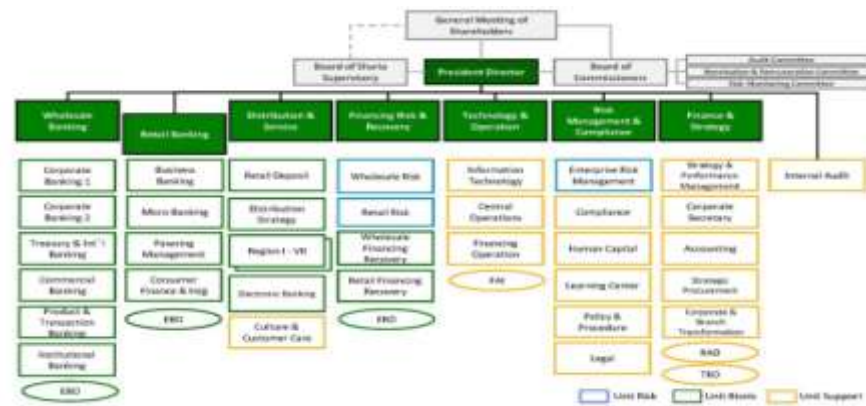 General Meeting of
Shareholders
Board of Sharia
Supervisory
President Director
Board of
Commissioners
Audit Committee
Nomination & Remuneration Committee
Risk Monitoring Committee
Wholesale
Banking
Retail Banking
Distribution &
Service
Financing Risk &
Recovery
Technology &
Operation
Risk
Management &
Compliance
Finance &
Strategy
Corporate
Banking 1
Corporate
Banking 2
Treasury & Int'l
Banking
Commercial
Banking
Product &
Transaction
Banking
Institutional
Banking
EBD
Business
Banking
Micro Banking
Pawning
Management
Consumer
Finance & Hajj
EBD
Retail Deposit
Distribution
Strategy
Region I - VII
Electronic Banking
Culture &
Customer Care
Wholesale Risk
Retail Risk
Wholesale
Financing
Recovery
Retail Financing
Recovery
EBD
Information
Technology
Central
Operations
Financing
Operation
Enterprise Risk
Management
Compliance
Human Capital
Learning Center
Policy &
Procedure
Legal
Strategy &
Performance
Management
Corporate
Secretary
Accounting
Strategic
Procurement
Corporate &
Branch
Transformation
Internal Audit
Unit Risk
Unit Bisnis
Unit Support